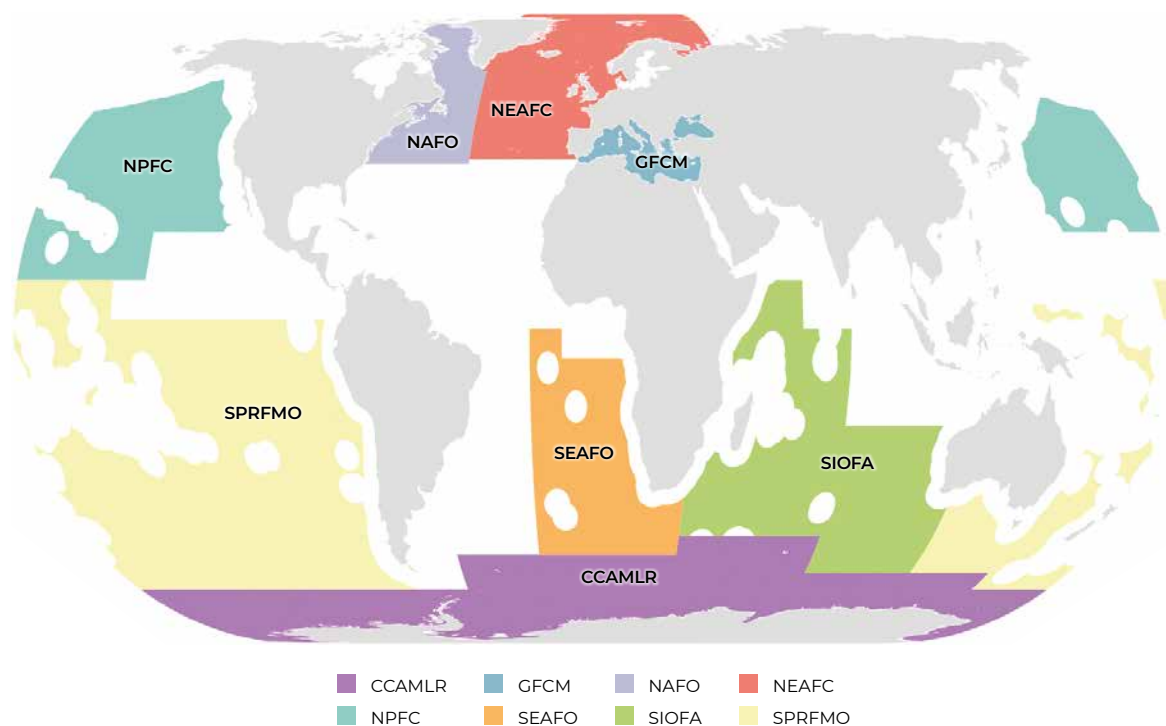 NEAFC
NAFO
GFCM
NPFC
SPRFMO
SEAFO
SIOFA
CCAMLR
CCAMLR GFCM NAFO NEAFC
NPFC SEAFO SIOFA SPRFMO